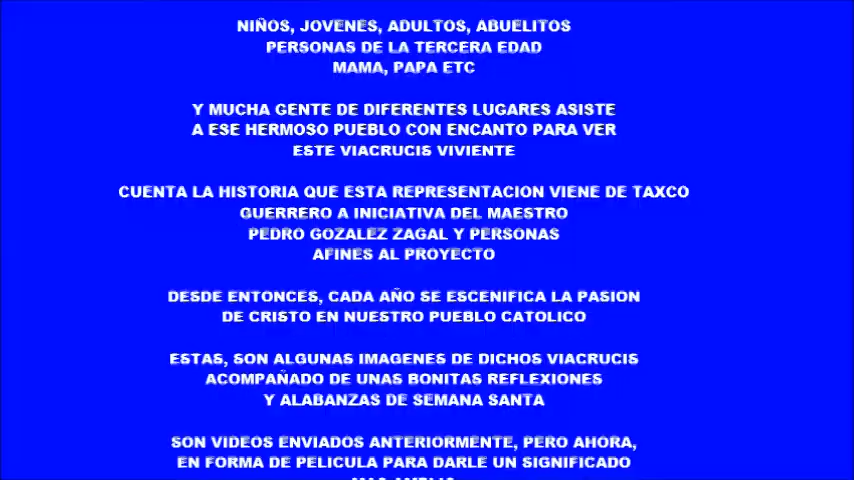 NIÑOS, JOVENES, ADULTOS, ABUELITOS
PERSONAS DE LA TERCERA EDAD
MAMA, PAPA ETC
Y MUCHA GENTE DE DIFERENTES LUGARES ASISTE
A ESE HERMOSO PUEBLO CON ENCANTO PARA VER
ESTE VIACRUCIS VIVIENTE
CUENTA LA HISTORIA QUE ESTA REPRESENTACION VIENE DE TAXCO
GUERRERO A INICIATIVA DEL MAESTRO
PEDRO GOZALEZ ZAGAL Y PERSONAS
AFINES AL PROYECTO
DESDE ENTONCES, CADA AÑO SE ESCENIFICA LA PASION
DE CRISTO EN NUESTRO PUEBLO CATOLICO
ESTAS, SON ALGUNAS IMAGENES DE DICHOS VIACRUCIS
ACOMPAÑADO DE UNAS BONITAS REFLEXIONES
Y ALABANZAS DE SEMANA SANTA
SON VIDEOS ENVIADOS ANTERIORMENTE, PERO AHORA,
EN FORMA DE PELICULA PARA DARLE UN SIGNIFICADO